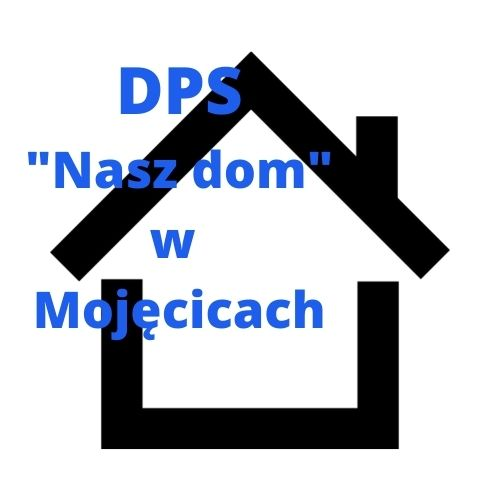 DPS
"Nasz dom"
w
Mojęcicach